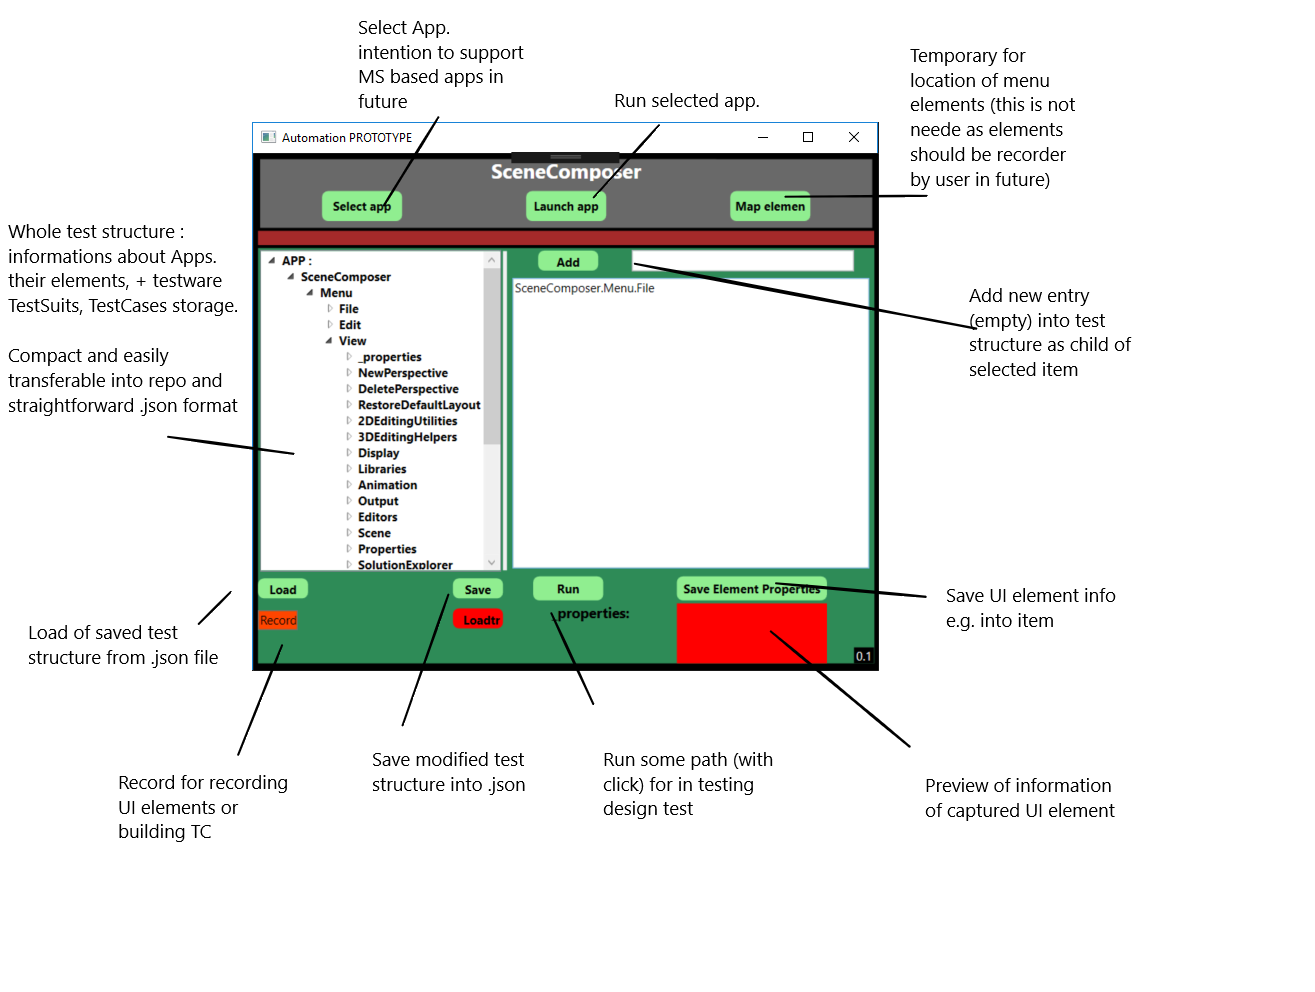 Select App.
intention to support
MS based apps in
future
Run selected app.
Temporary for
location of menu
elements (this is not
neede as elements
should be recorder
by user in future)
Automation PROTOTYPE
SceneComposer
Select app
Launch app
Map elemen
Whole test structure :
informations about Apps.
their elements, + testware
TestSuits, TestCases storage.
Compact and easily
transferable into repo and
straightforward .json format
APP :
SceneComposer
Menu
File
Edit
View
_properties
NewPerspective
DeletePerspective
RestoreDefaultLayout
2DEditingUtilities
3DEditingHelpers
Display
Libraries
Animation
Output
Editors
Scene
Properties
SolutionExplorer
Add
SceneComposer.Menu.File
Add new entry
(empty) into test
structure as child of
selected item
Load
Save
Run
Save Element Properties
Record
Loadtr
_properties:
0.1
Save UI element info
e.g. into item
Load of saved test
structure from .json file
Record for recording
UI elements or
building TC
Save modified test
structure into .json
Run some path (with
click) for in testing
design test
Preview of information
of captured UI element